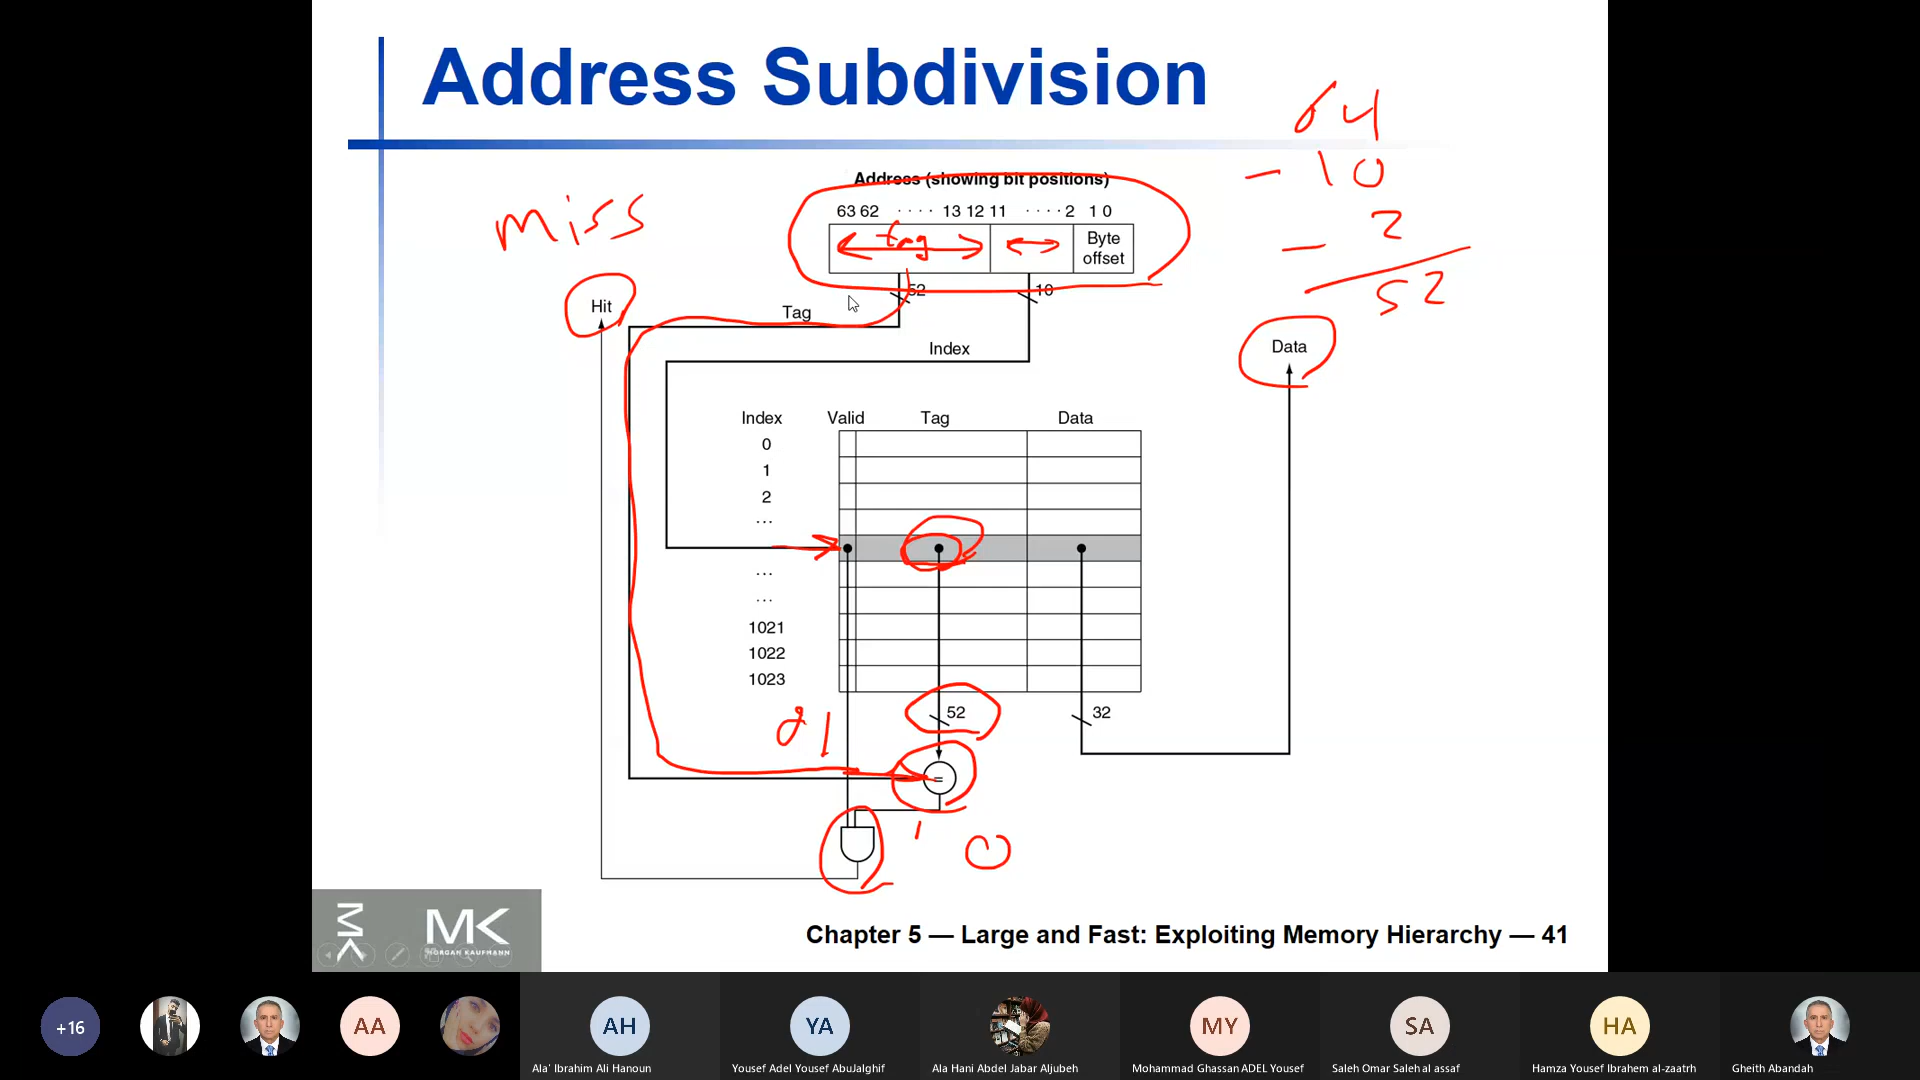 Address Subdivision
64
- 10
- 2
52
miss
Address (showing bit positions)
63 62 · · · · 13 12 11 · · · · 2 1 0
tag
Byte
offset
52
10
Hit
Tag
Index
Data
Index Valid Tag Data
0
1
2
...
...
...
1021
1022
1023
52
32
1
=
1
0
MK
MK
MORGAN KAUFMANN
Chapter 5 — Large and Fast: Exploiting Memory Hierarchy — 41
+16
AA
AH
YA
MY
SA
HA
Ala' Ibrahim Ali Hanoun
Yousef Adel Yousef AbuJalghif
Ala Hani Abdel Jabar Aljubeh
Mohammad Ghassan ADEL Yousef
Saleh Omar Saleh al assaf
Hamza Yousef Ibrahem al-zaatrh
Gheith Abandah